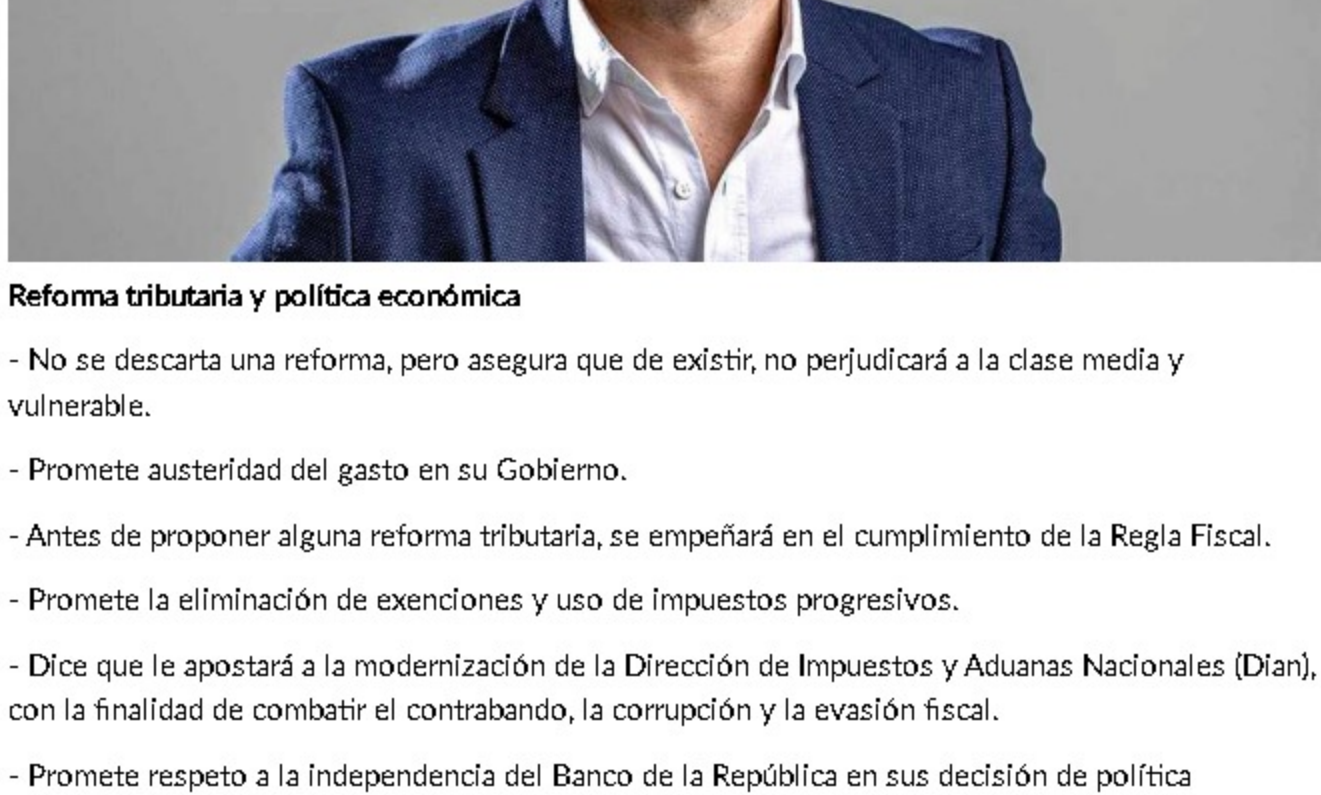 Reforma tributaria y política económica
- No se descarta una reforma, pero asegura que de existir, no perjudicará a la clase media y
vulnerable.
- Promete austeridad del gasto en su Gobierno.
- Antes de proponer alguna reforma tributaria, se empeñará en el cumplimiento de la Regla Fiscal.
- Promete la eliminación de exenciones y uso de impuestos progresivos.
- Dice que le apostará a la modernización de la Dirección de Impuestos y Aduanas Nacionales (Dian),
con la finalidad de combatir el contrabando, la corrupción y la evasión fiscal.
- Promete respeto a la independencia del Banco de la República en sus decisión de política